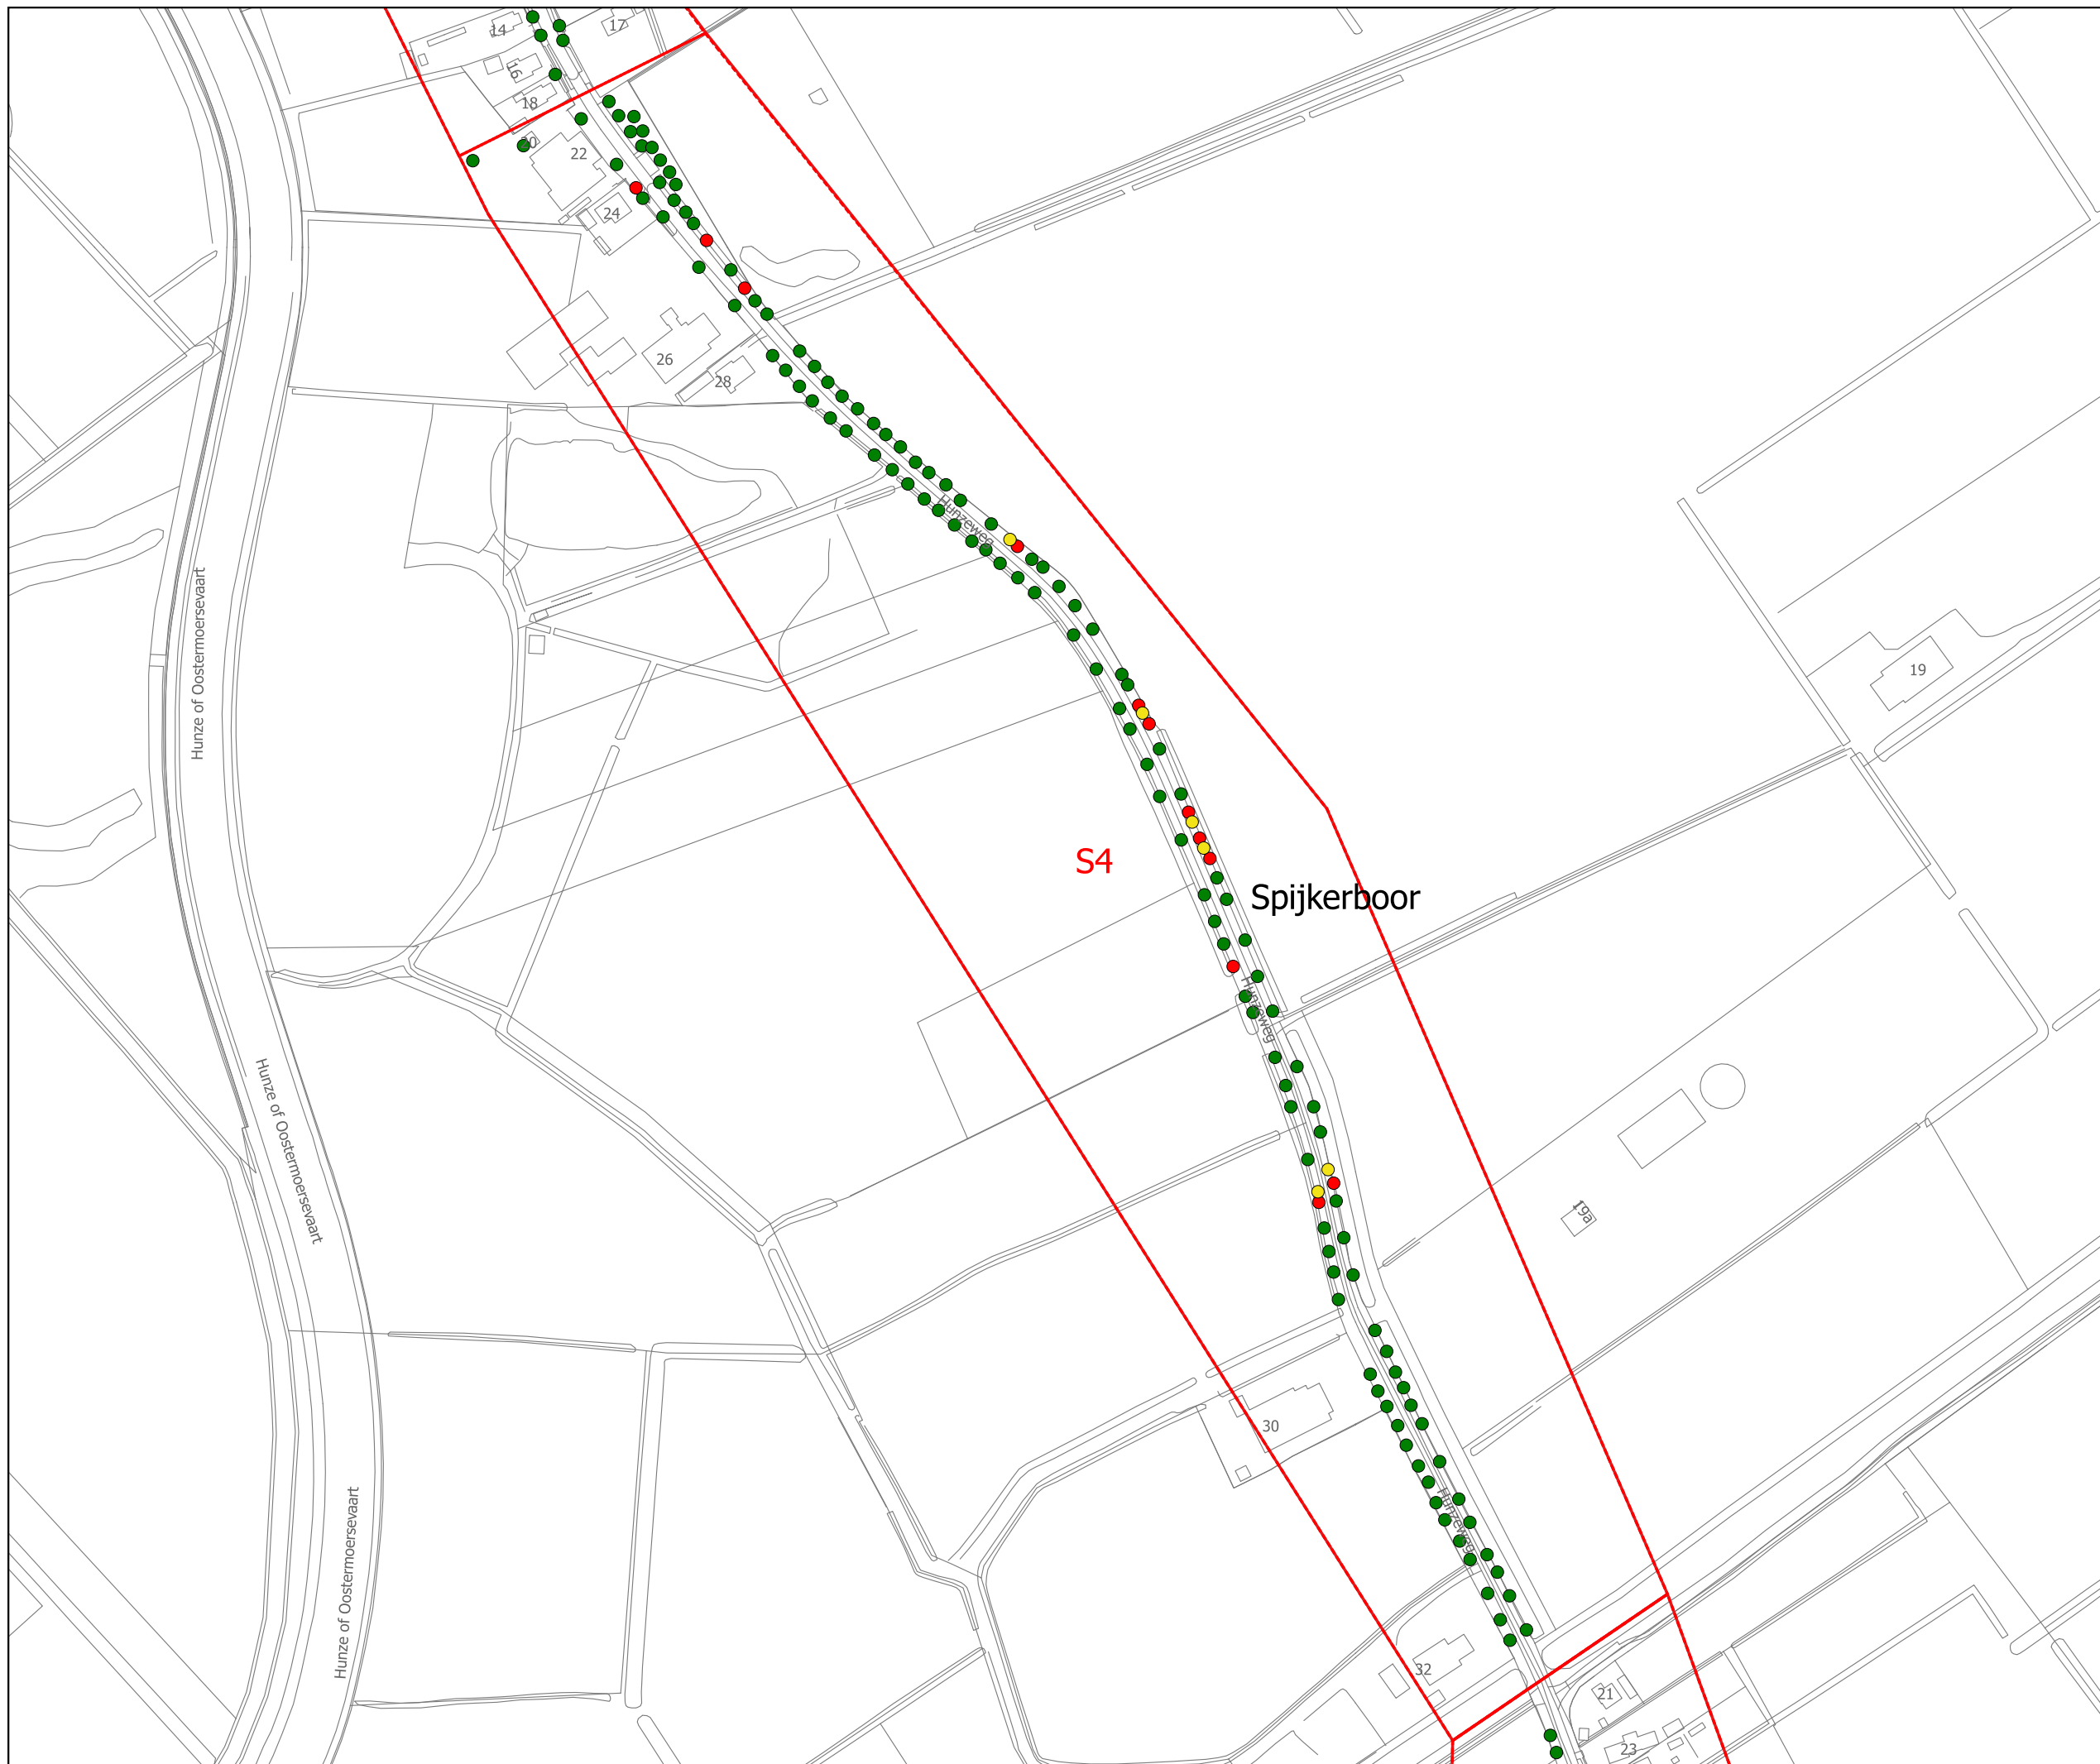 14
17
16
18
20
22
24
26
28
Hunzeweg
Hunze of Oostermoersevaart
19
S4
Spijkerboor
Hunzeweg
Hunze of Oostermoersevaart
19a
30
Hunzeweg
Hunze of Oostermoersevaart
32
21
23